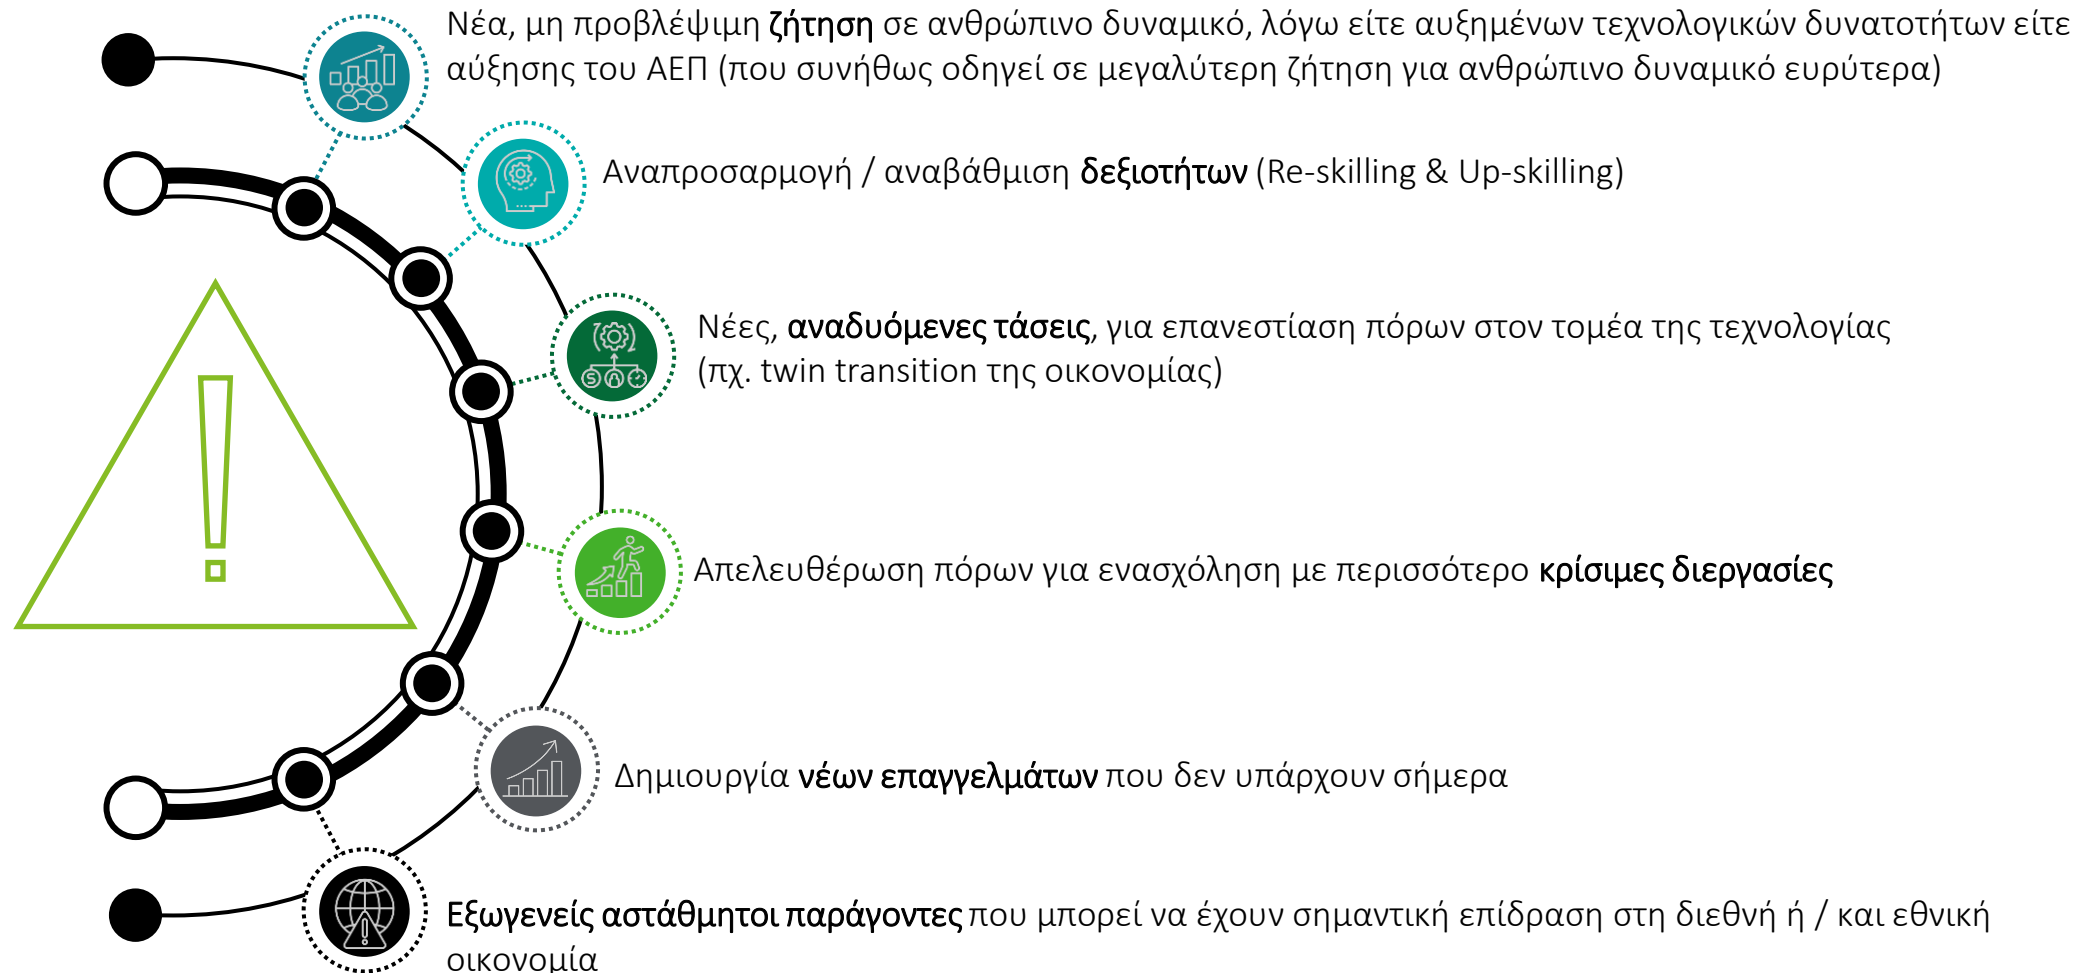 Νέα, μη προβλέψιμη ζήτηση σε ανθρώπινο δυναμικό, λόγω είτε αυξημένων τεχνολογικών δυνατοτήτων είτε
αύξησης του ΑΕΠ (που συνήθως οδηγεί σε μεγαλύτερη ζήτηση για ανθρώπινο δυναμικό ευρύτερα)
Αναπροσαρμογή / αναβάθμιση δεξιοτήτων (Re-skilling & Up-skilling)
Νέες, αναδυόμενες τάσεις, για επανεστίαση πόρων στον τομέα της τεχνολογίας
(πχ. twin transition της οικονομίας)
Απελευθέρωση πόρων για ενασχόληση με περισσότερο κρίσιμες διεργασίες
Δημιουργία νέων επαγγελμάτων που δεν υπάρχουν σήμερα
Εξωγενείς αστάθμητοι παράγοντες που μπορεί να έχουν σημαντική επίδραση στη διεθνή ή / και εθνική
οικονομία